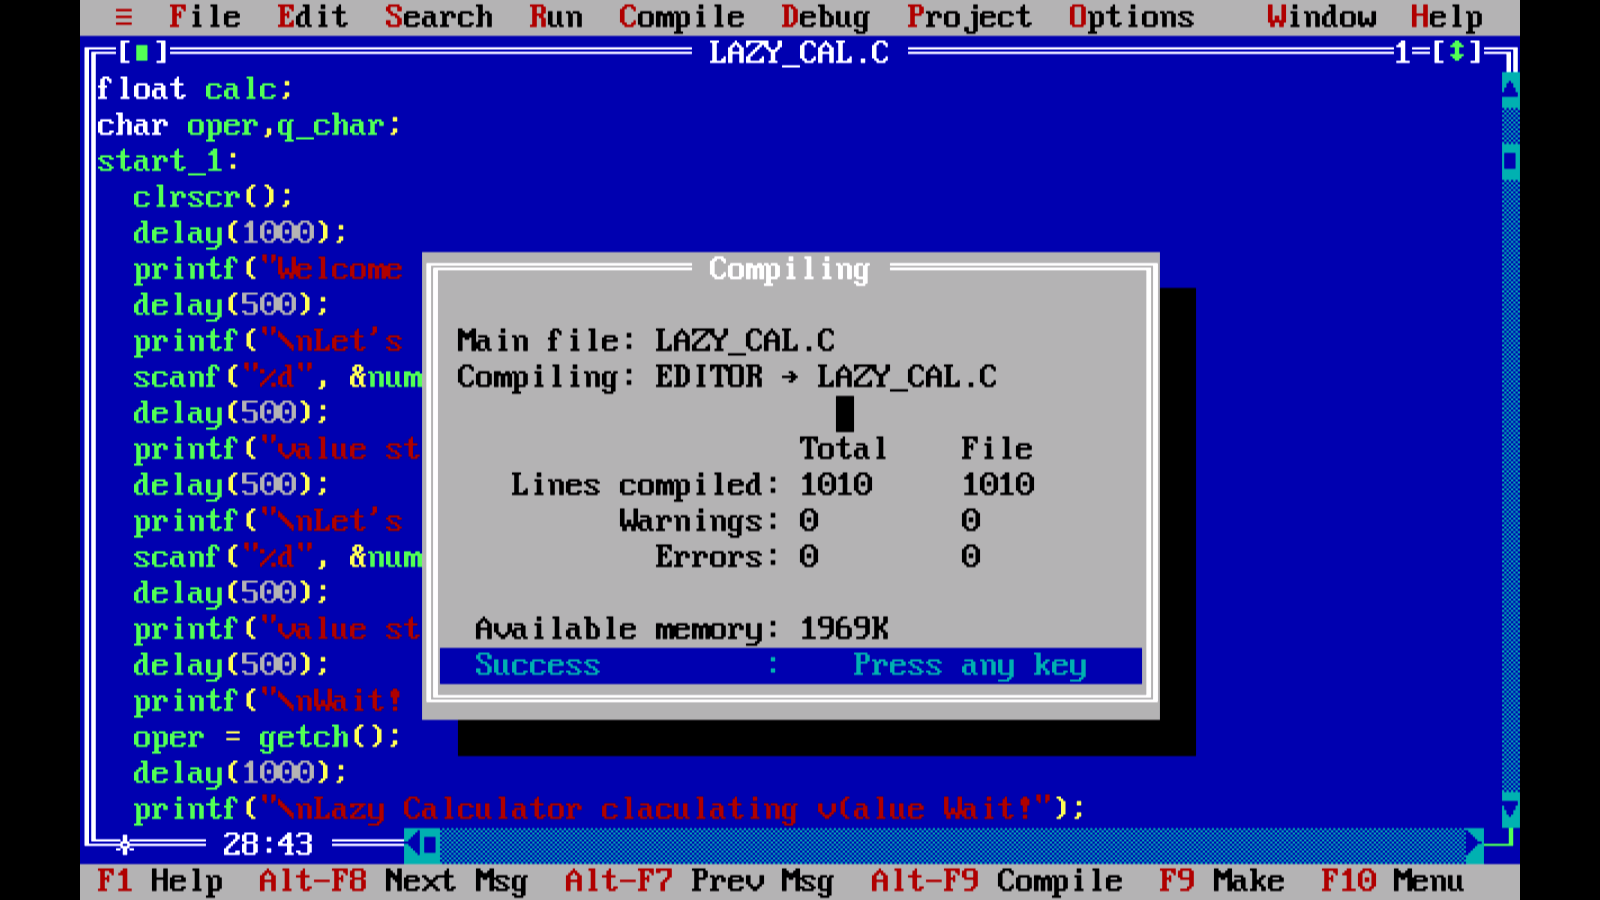 ≡ File Edit Search Run Compile Debug Project Options Window Help
[■] LAZY_CAL.C 1=[↕]
float calc;
char oper,q_char;
start_1:
clrscr();
delay(1000);
printf("Welcome
delay(500);
printf("\nLet's
scanf("%d", &num
delay(500);
printf("value st
delay(500);
printf("\nLet's
scanf("%d", &num
delay(500);
printf("value st
delay(500);
printf("\nWait!
oper = getch();
delay(1000);
printf("\nLazy Calculator claculating v(alue Wait!");
Compiling
Main file: LAZY_CAL.C
Compiling: EDITOR → LAZY_CAL.C
Total File
Lines compiled: 1010 1010
Warnings: 0 0
Errors: 0 0
Available memory: 1969K
Success : Press any key
28:43
F1 Help Alt-F8 Next Msg Alt-F7 Prev Msg Alt-F9 Compile F9 Make F10 Menu